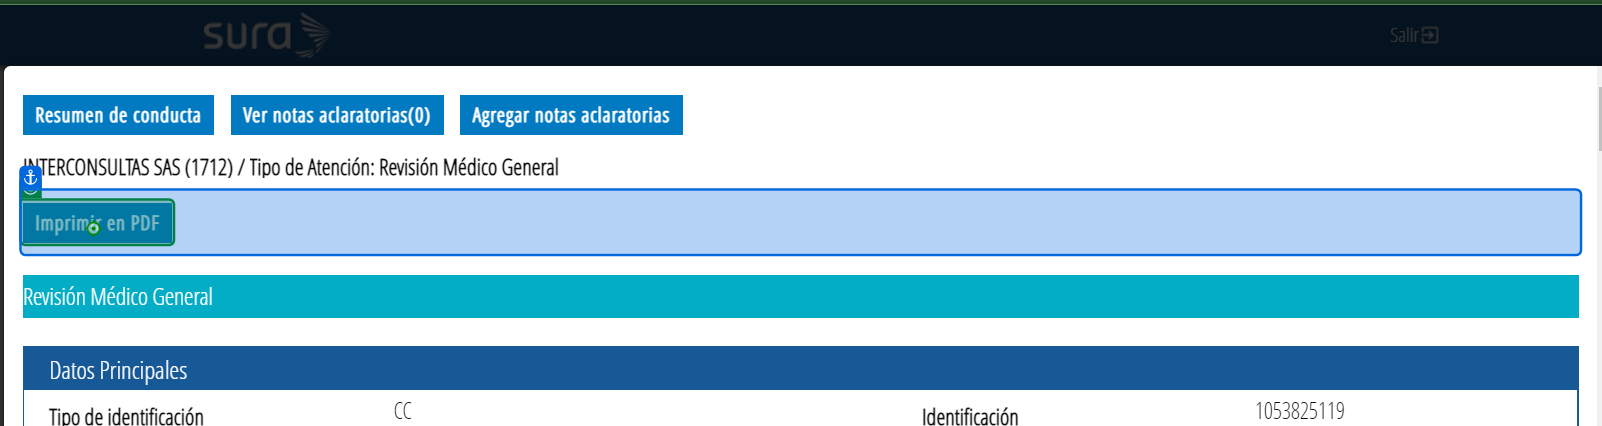 sura
Salir
Resumen de conducta Ver notas aclaratorias(0) Agregar notas aclaratorias
INTERCONSULTAS SAS (1712) / Tipo de Atención: Revisión Médico General
Imprimir en PDF
Revisión Médico General
Datos Principales
Tipo de identificación CC Identificación 1053825119